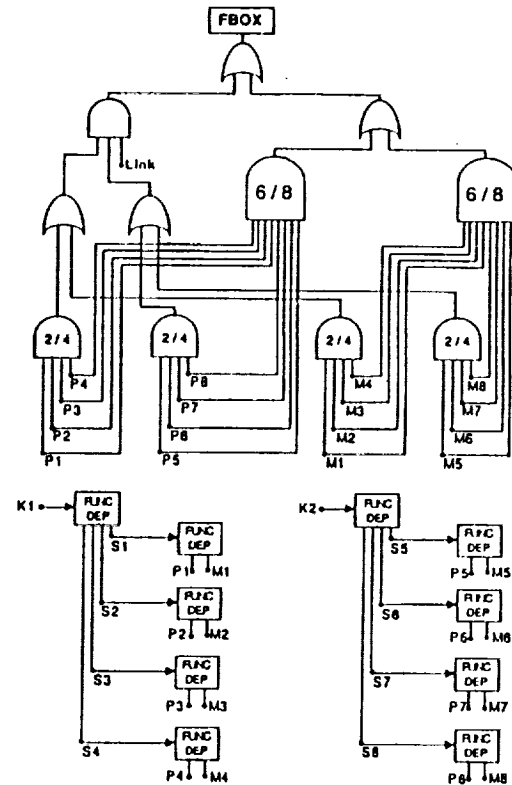 FBOX
Link
6 / 8
6 / 8
2 / 4
2 / 4
2 / 4
2 / 4
P4
P8
M4
M8
P3
P7
M3
M7
P2
P6
M2
M6
P1
P5
M1
M5
K1
FUNC
DEP
K2
FUNC
DEP
S1
FUNC
DEP
P1
M1
S5
FUNC
DEP
P5
M5
S2
FUNC
DEP
P2
M2
S6
FUNC
DEP
P6
M6
S3
FUNC
DEP
P3
M3
S7
FUNC
DEP
P7
M7
S4
FUNC
DEP
P4
M4
S8
FUNC
DEP
P8
M8